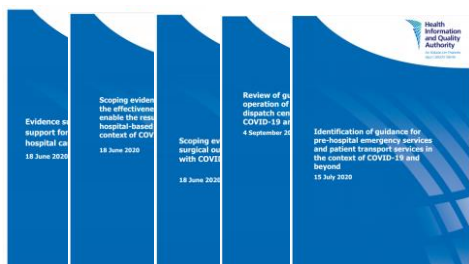 Evidence
support for
hospital ca
18 June 2020
Scoping eviden
the effectivene
enable the resu
hospital-based
context of COV
18 June 2020
Scoping ev
surgical ou
with COVI
18 June 2020
Review of gu
operation of
dispatch cen
COVID-19 an
4 September 20
Health
Information
and Quality
Authority
Identification of guidance for
pre-hospital emergency services
and patient transport services in
the context of COVID-19 and
beyond
15 July 2020